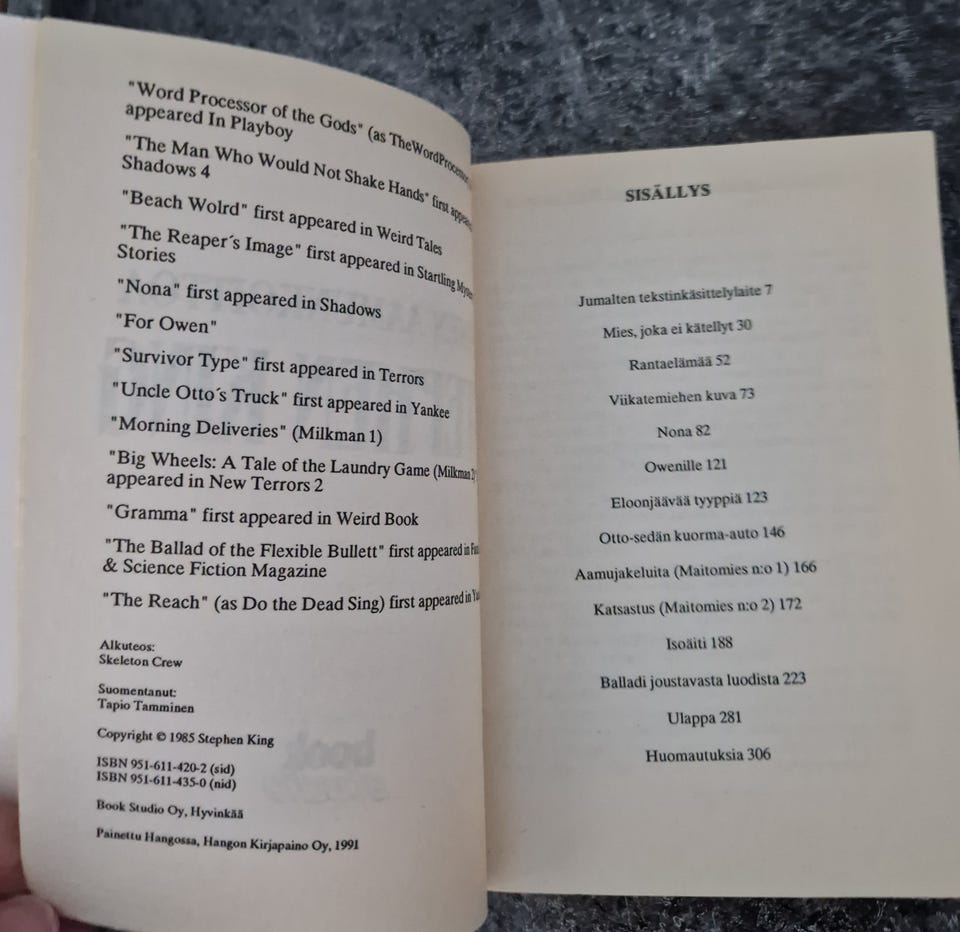 "Word Processor of the Gods" (as TheWordProcessor
appeared In Playboy
"The Man Who Would Not Shake Hands" first
Shadows 4
"Beach Wolrd" first appeared in Weird Tales
"The Reaper´s Image" first appeared in Startling
Stories
"Nona" first appeared in Shadows
"For Owen"
"Survivor Type" first appeared in Terrors
"Uncle Otto´s Truck" first appeared in Yankee
"Morning Deliveries" (Milkman 1)
"Big Wheels: A Tale of the Laundry Game (Milkman 2)
appeared in New Terrors 2
"Gramma" first appeared in Weird Book
"The Ballad of the Flexible Bullett" first appeared in
& Science Fiction Magazine
"The Reach" (as Do the Dead Sing) first appeared in
Alkuteos:
Skeleton Crew
Suomentanut:
Tapio Tamminen
Copyright © 1985 Stephen King
ISBN 951-611-420-2 (sid)
ISBN 951-611-435-0 (nid)
Book Studio Oy, Hyvinkää
Painettu Hangossa, Hangon Kirjapaino Oy, 1991
SISÄLLYS
Jumalten tekstinkäsittelylaite 7
Mies, joka ei kätellyt 30
Rantaelämää 52
Viikatemiehen kuva 73
Nona 82
Owenille 121
Eloonjäävää tyyppiä 123
Otto-sedän kuorma-auto 146
Aamujakeluita (Maitomies n:o 1) 166
Katsastus (Maitomies n:o 2) 172
Isoäiti 188
Balladi joustavasta luodista 223
Ulappa 281
Huomautuksia 306